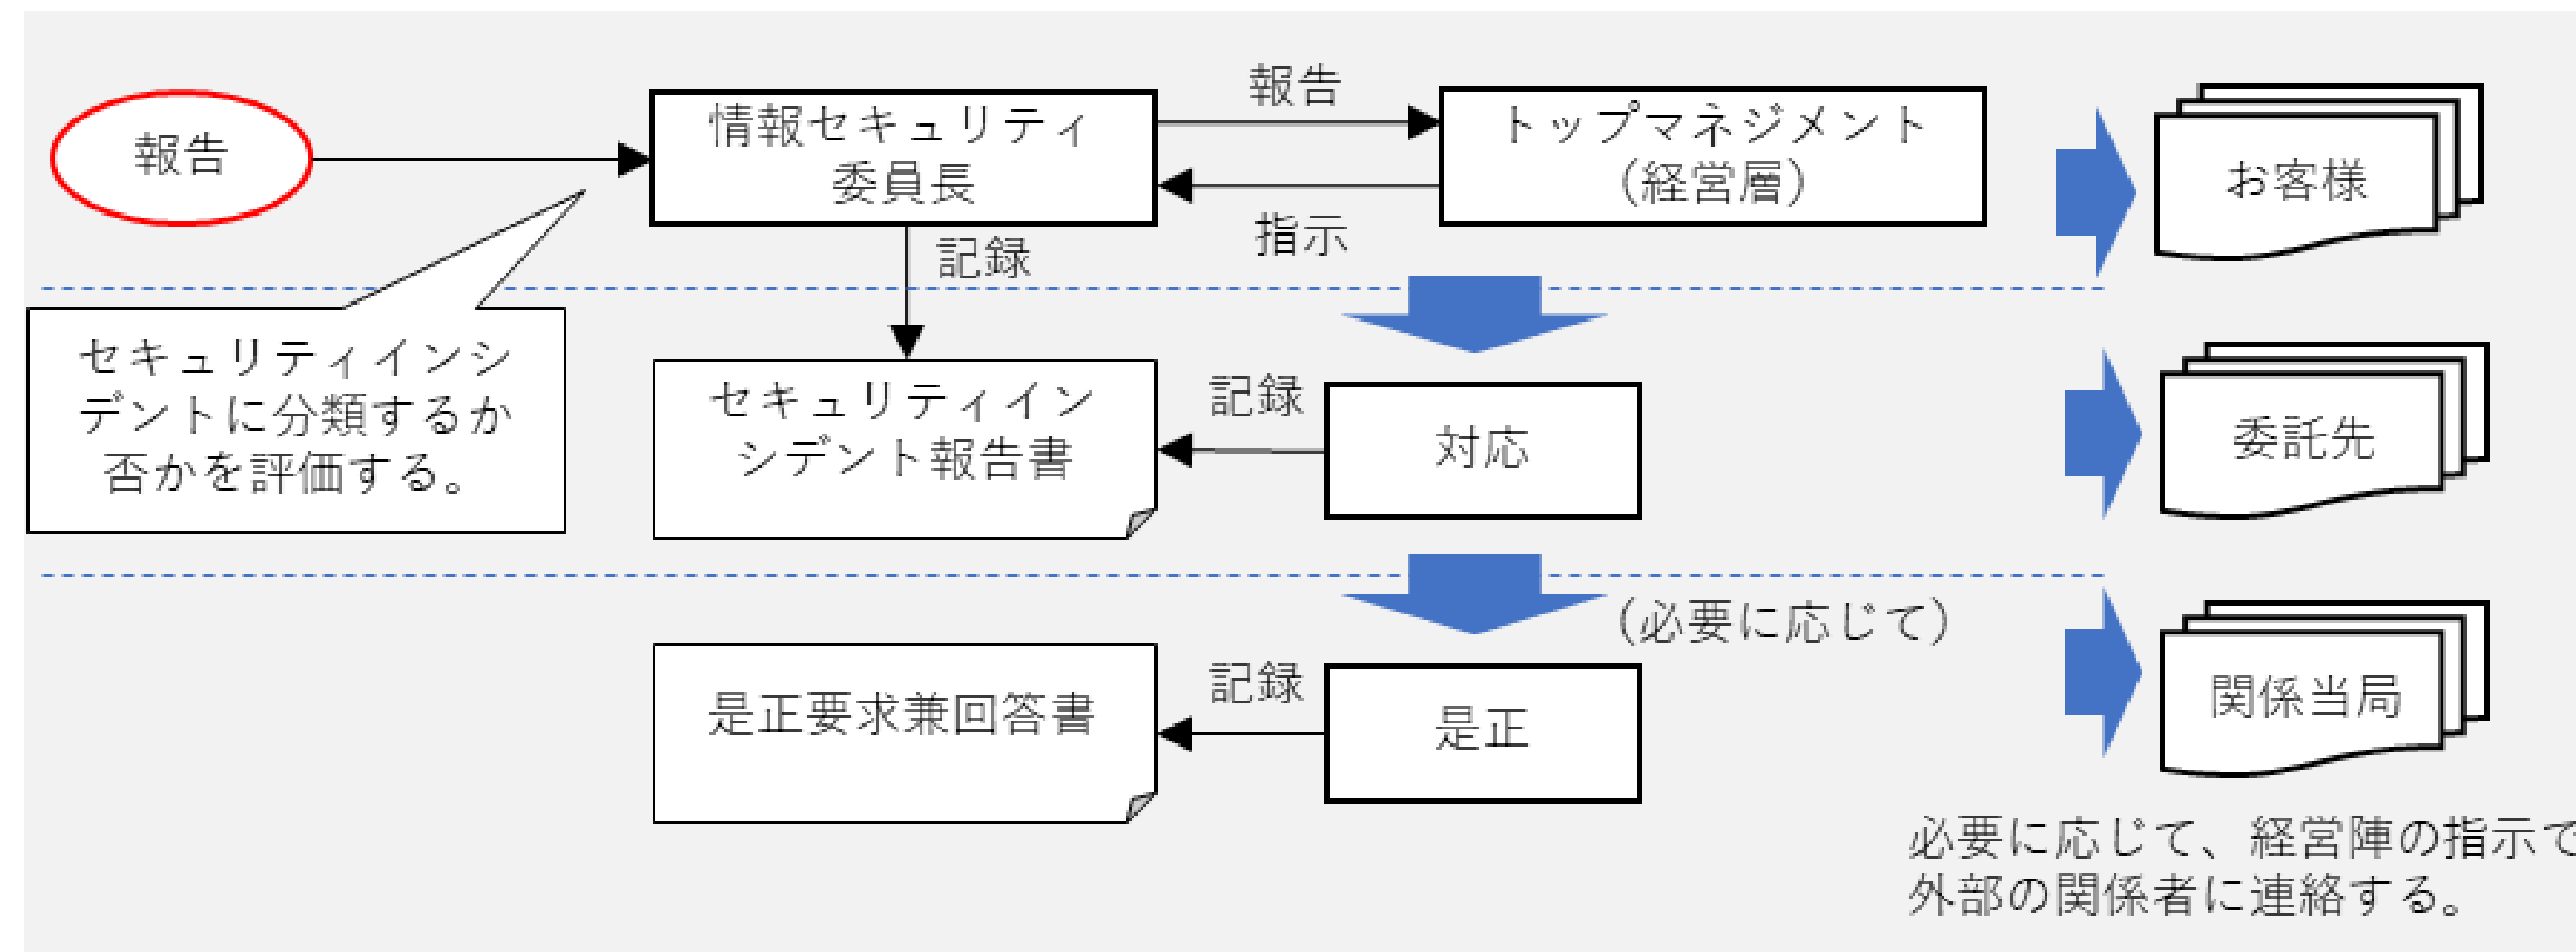 報告
情報セキュリティ
委員長
報告
指示
トップマネジメント
(経営層)
お客様
記録
セキュリティインシ
デントに分類するか
否かを評価する。
セキュリティイン
シデント報告書
記録
対応
委託先
(必要に応じて)
是正要求兼回答書
記録
是正
関係当局
必要に応じて、経営陣の指示で
外部の関係者に連絡する。